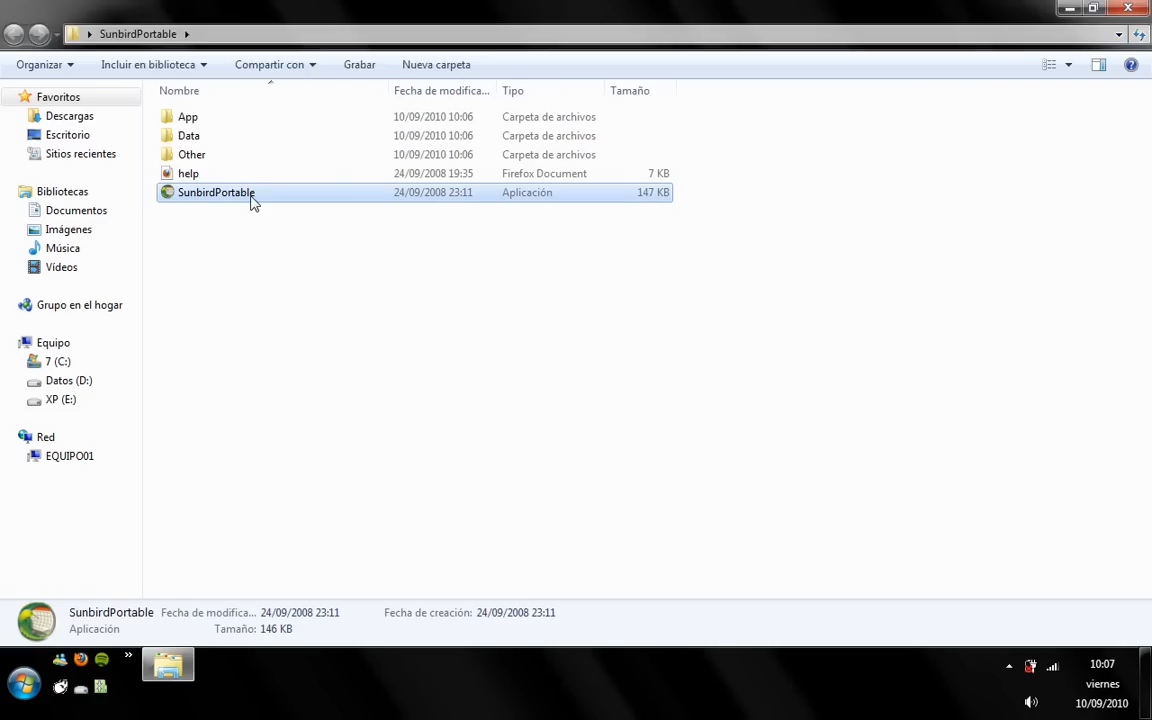 SunbirdPortable
Organizar Incluir en biblioteca Compartir con Grabar Nueva carpeta
Nombre Fecha de modifica... Tipo Tamaño
Favoritos
Descargas
Escritorio
Sitios recientes
Bibliotecas
Documentos
Imágenes
Música
Vídeos
Grupo en el hogar
Equipo
7 (C:)
Datos (D:)
XP (E:)
Red
EQUIPO01
App 10/09/2010 10:06 Carpeta de archivos
Data 10/09/2010 10:06 Carpeta de archivos
Other 10/09/2010 10:06 Carpeta de archivos
help 24/09/2008 19:35 Firefox Document 7 KB
SunbirdPortable 24/09/2008 23:11 Aplicación 147 KB
SunbirdPortable Fecha de modifica... 24/09/2008 23:11 Fecha de creación: 24/09/2008 23:11
Aplicación Tamaño: 146 KB
10:07
viernes
10/09/2010